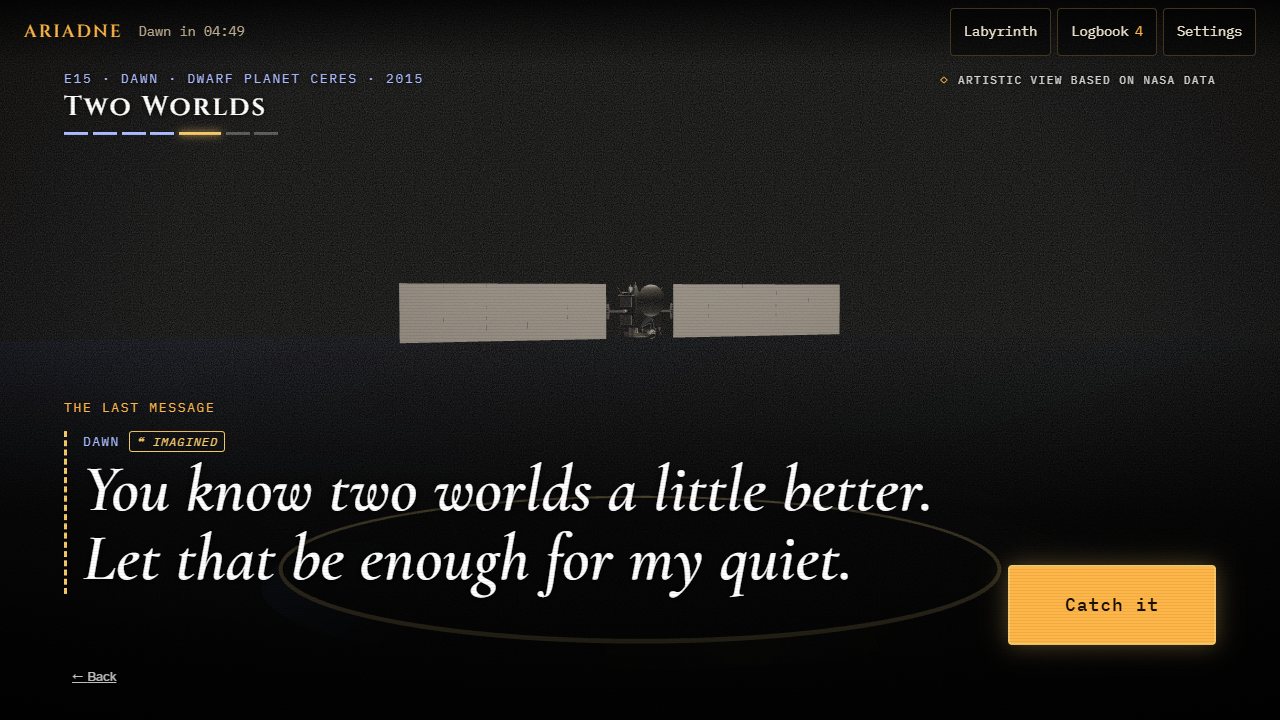 ARIADNE Dawn in 04:49 Labyrinth Logbook 4 Settings
E15 · DAWN · DWARF PLANET CERES · 2015
◇ ARTISTIC VIEW BASED ON NASA DATA
Two Worlds
THE LAST MESSAGE
DAWN ❝ IMAGINED
You know two worlds a little better.
Let that be enough for my quiet.
Catch it
← Back